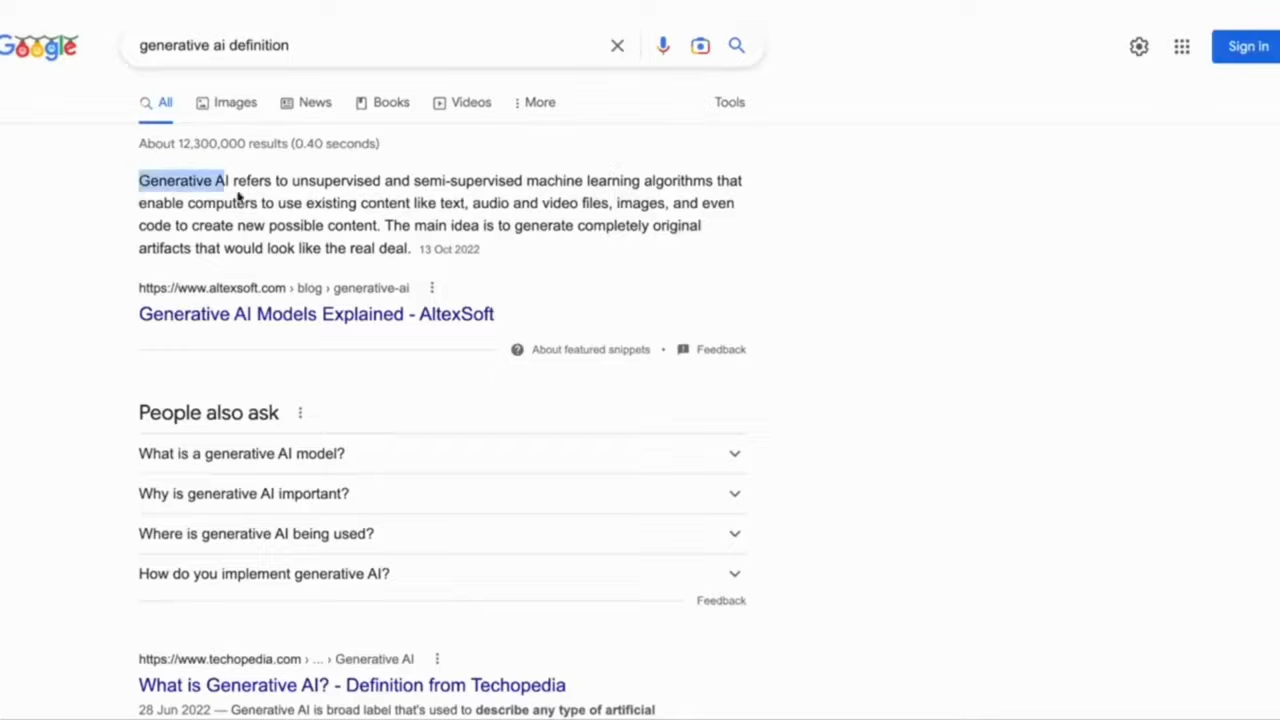 Google
generative ai definition
Sign in
All Images News Books Videos More Tools
About 12,300,000 results (0.40 seconds)
Generative AI refers to unsupervised and semi-supervised machine learning algorithms that
enable computers to use existing content like text, audio and video files, images, and even
code to create new possible content. The main idea is to generate completely original
artifacts that would look like the real deal. 13 Oct 2022
https://www.altexsoft.com › blog › generative-ai
Generative AI Models Explained - AltexSoft
About featured snippets • Feedback
People also ask
What is a generative AI model?
Why is generative AI important?
Where is generative AI being used?
How do you implement generative AI?
Feedback
https://www.techopedia.com › ... › Generative AI
What is Generative AI? - Definition from Techopedia
28 Jun 2022 — Generative AI is broad label that's used to describe any type of artificial